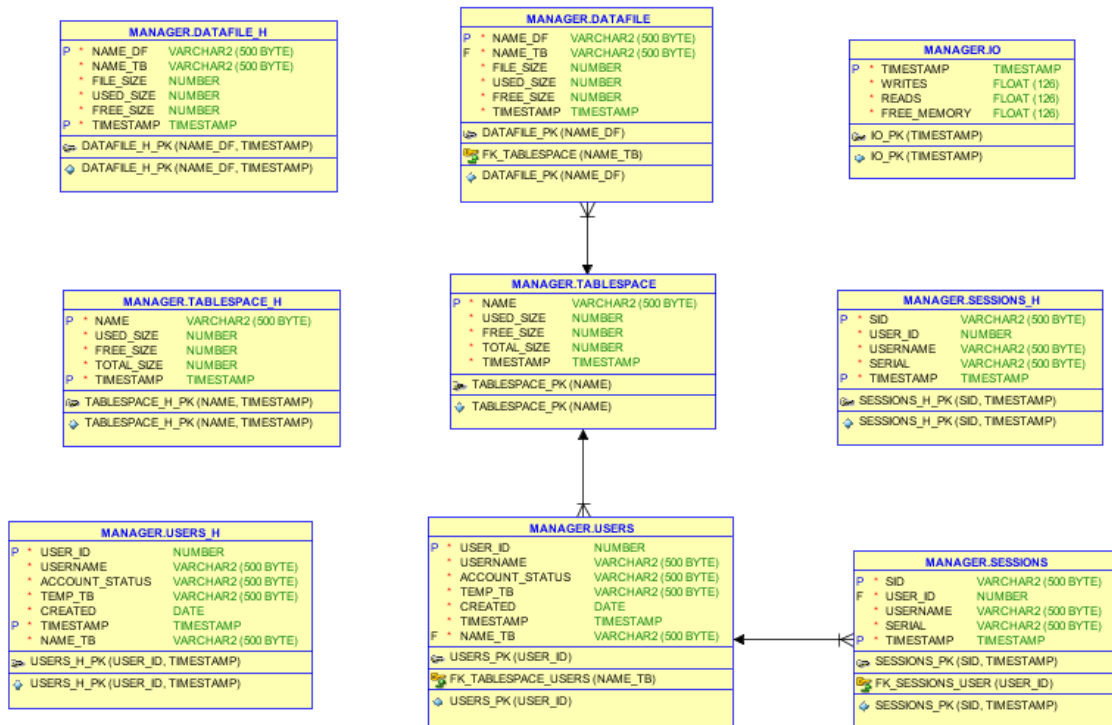 MANAGER.DATAFILE_H
P * NAME_DF VARCHAR2 (500 BYTE)
* NAME_TB VARCHAR2 (500 BYTE)
* FILE_SIZE NUMBER
* USED_SIZE NUMBER
* FREE_SIZE NUMBER
P * TIMESTAMP TIMESTAMP
DATAFILE_H_PK (NAME_DF, TIMESTAMP)
DATAFILE_H_PK (NAME_DF, TIMESTAMP)
MANAGER.DATAFILE
P * NAME_DF VARCHAR2 (500 BYTE)
F * NAME_TB VARCHAR2 (500 BYTE)
* FILE_SIZE NUMBER
* USED_SIZE NUMBER
* FREE_SIZE NUMBER
* TIMESTAMP TIMESTAMP
DATAFILE_PK (NAME_DF)
FK_TABLESPACE (NAME_TB)
DATAFILE_PK (NAME_DF)
MANAGER.IO
P * TIMESTAMP TIMESTAMP
* WRITES FLOAT (126)
* READS FLOAT (126)
* FREE_MEMORY FLOAT (126)
IO_PK (TIMESTAMP)
IO_PK (TIMESTAMP)
MANAGER.TABLESPACE_H
P * NAME VARCHAR2 (500 BYTE)
* USED_SIZE NUMBER
* FREE_SIZE NUMBER
* TOTAL_SIZE NUMBER
P * TIMESTAMP TIMESTAMP
TABLESPACE_H_PK (NAME, TIMESTAMP)
TABLESPACE_H_PK (NAME, TIMESTAMP)
MANAGER.TABLESPACE
P * NAME VARCHAR2 (500 BYTE)
* USED_SIZE NUMBER
* FREE_SIZE NUMBER
* TOTAL_SIZE NUMBER
* TIMESTAMP TIMESTAMP
TABLESPACE_PK (NAME)
TABLESPACE_PK (NAME)
MANAGER.SESSIONS_H
P * SID VARCHAR2 (500 BYTE)
* USER_ID NUMBER
* USERNAME VARCHAR2 (500 BYTE)
* SERIAL VARCHAR2 (500 BYTE)
P * TIMESTAMP TIMESTAMP
SESSIONS_H_PK (SID, TIMESTAMP)
SESSIONS_H_PK (SID, TIMESTAMP)
MANAGER.USERS_H
P * USER_ID NUMBER
* USERNAME VARCHAR2 (500 BYTE)
* ACCOUNT_STATUS VARCHAR2 (500 BYTE)
* TEMP_TB VARCHAR2 (500 BYTE)
* CREATED DATE
P * TIMESTAMP TIMESTAMP
* NAME_TB VARCHAR2 (500 BYTE)
USERS_H_PK (USER_ID, TIMESTAMP)
USERS_H_PK (USER_ID, TIMESTAMP)
MANAGER.USERS
P * USER_ID NUMBER
* USERNAME VARCHAR2 (500 BYTE)
* ACCOUNT_STATUS VARCHAR2 (500 BYTE)
* TEMP_TB VARCHAR2 (500 BYTE)
* CREATED DATE
* TIMESTAMP TIMESTAMP
F * NAME_TB VARCHAR2 (500 BYTE)
USERS_PK (USER_ID)
FK_TABLESPACE_USERS (NAME_TB)
USERS_PK (USER_ID)
MANAGER.SESSIONS
P * SID VARCHAR2 (500 BYTE)
F * USER_ID NUMBER
* USERNAME VARCHAR2 (500 BYTE)
* SERIAL VARCHAR2 (500 BYTE)
P * TIMESTAMP TIMESTAMP
SESSIONS_PK (SID, TIMESTAMP)
FK_SESSIONS_USER (USER_ID)
SESSIONS_PK (SID, TIMESTAMP)